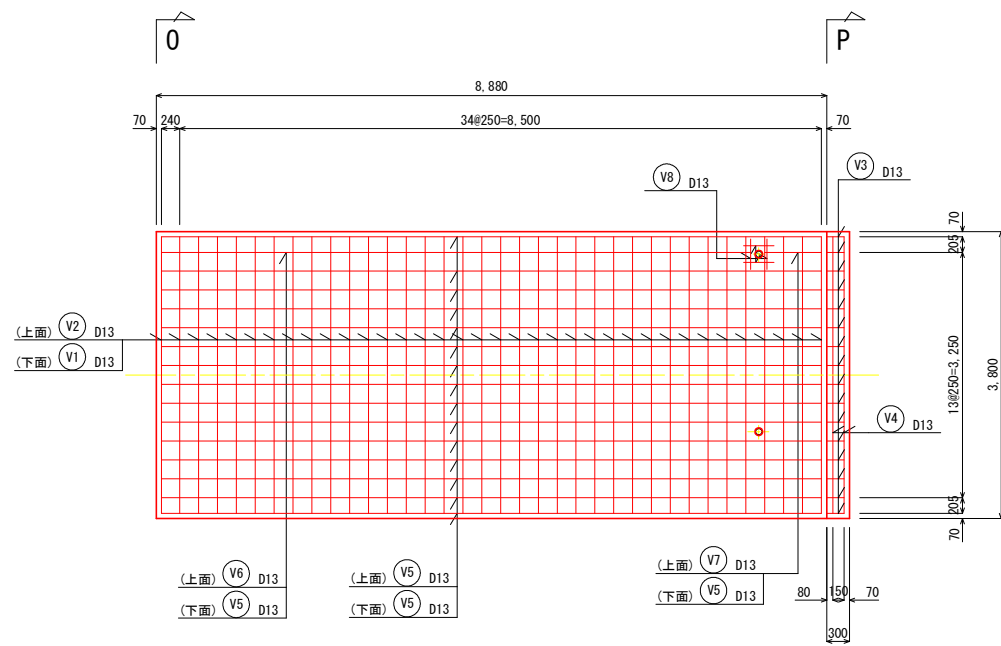 O
P
8,880
70
240
34@250=8,500
70
V3 D13
V8 D13
70
205
13@250=3,250
3,800
205
70
(上面) V2 D13
(下面) V1 D13
V4 D13
(上面) V6 D13
(下面) V5 D13
(上面) V5 D13
(下面) V5 D13
(上面) V7 D13
(下面) V5 D13
80
150
70
300